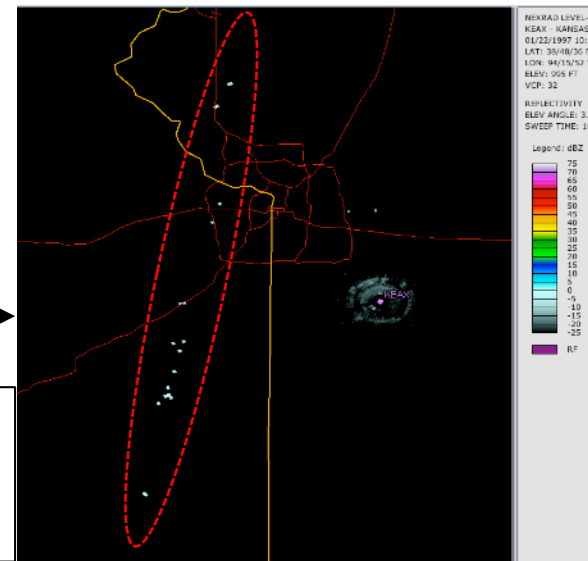 NEXRAD LEVEL-
KEAX - KANSAS
01/22/1997 10:
LAT: 38/48/36 N
LON: 94/15/52
ELEV: 995 FT
VCP: 32
REFLECTIVITY
ELEV ANGLE: 3.
SWEEP TIME: 1
Legend: dBZ
75
70
65
60
55
50
45
40
35
30
25
20
15
10
5
0
-5
-10
-15
-20
-25
RF
KEAX